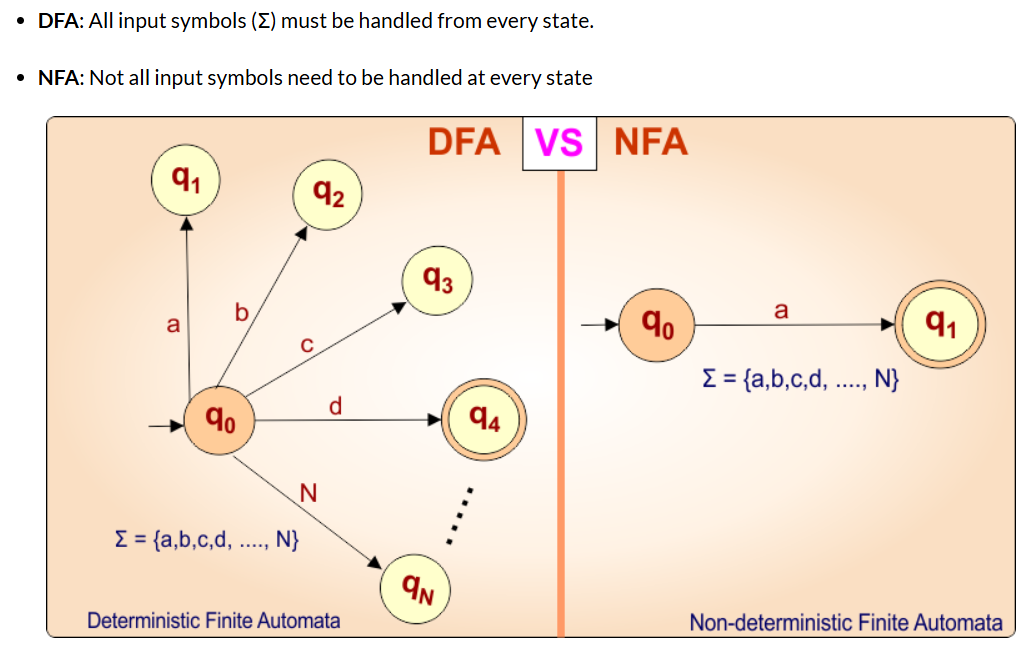 • DFA: All input symbols (Σ) must be handled from every state.
• NFA: Not all input symbols need to be handled at every state
DFA VS NFA
q1
q2
q3
a
b
c
d
q0
q4
N
Σ = {a,b,c,d, ...., N}
qN
Deterministic Finite Automata
q0
a
q1
Σ = {a,b,c,d, ...., N}
Non-deterministic Finite Automata